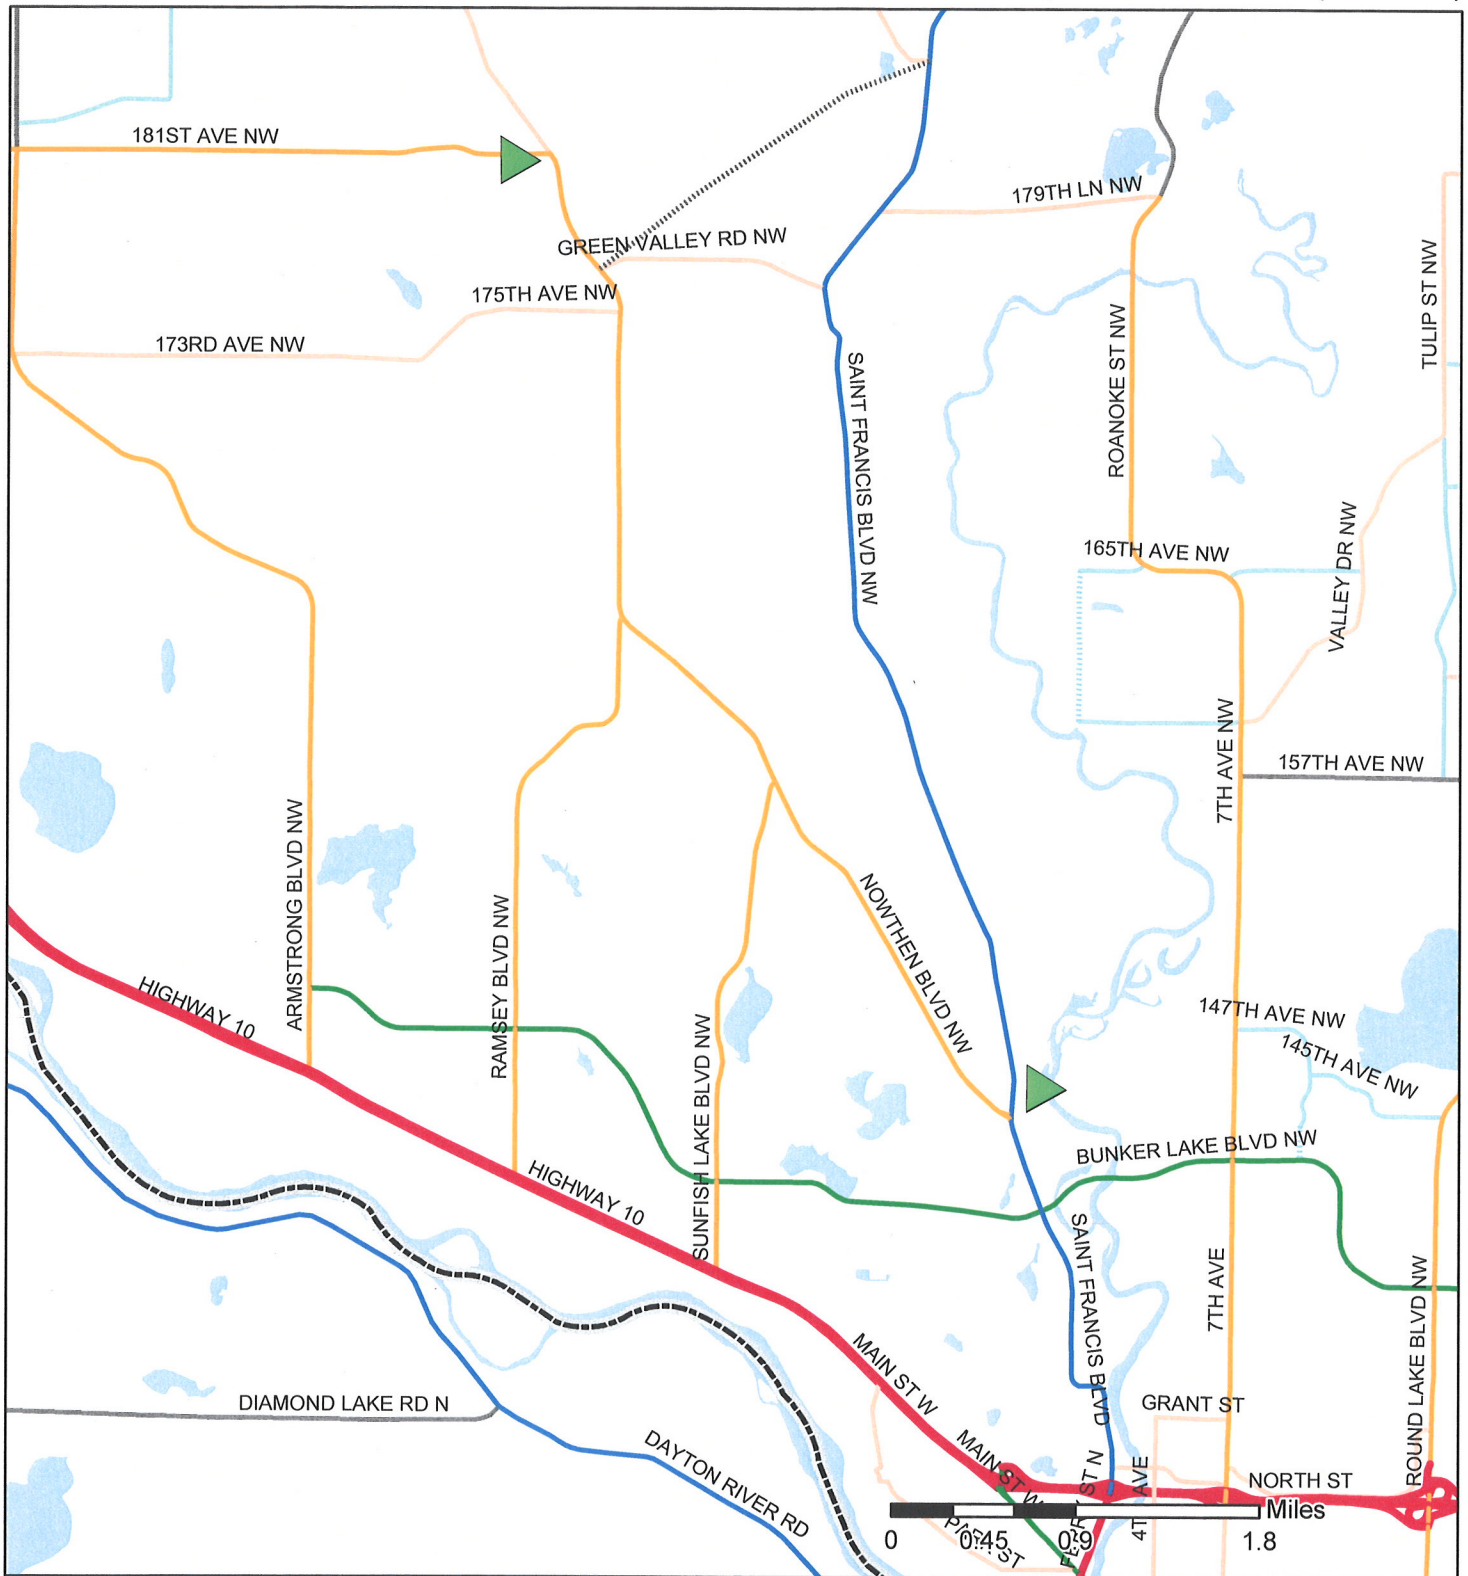 181ST AVE NW
179TH LN NW
GREEN VALLEY RD NW
175TH AVE NW
173RD AVE NW
TULIP ST NW
ROANOKE ST NW
SAINT FRANCIS BLVD NW
165TH AVE NW
VALLEY DR NW
7TH AVE NW
157TH AVE NW
ARMSTRONG BLVD NW
RAMSEY BLVD NW
NOWTHEN BLVD NW
HIGHWAY 10
147TH AVE NW
145TH AVE NW
SUNFISH LAKE BLVD NW
BUNKER LAKE BLVD NW
HIGHWAY 10
SAINT FRANCIS BLVD
7TH AVE
ROUND LAKE BLVD NW
MAIN ST W
DIAMOND LAKE RD N
GRANT ST
DAYTON RIVER RD
MAIN ST W
NORTH ST
FERRY ST N
AVE
ST
Miles
0 0.45 0.9 1.8